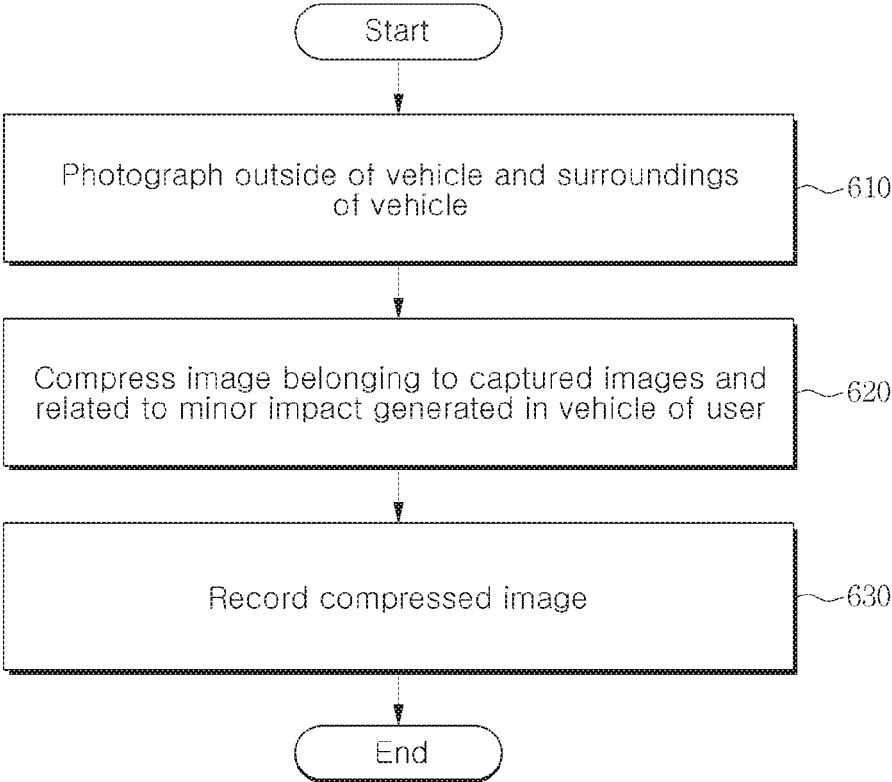 Start
Photograph outside of vehicle and surroundings
of vehicle
610
Compress image belonging to captured images and
related to minor impact generated in vehicle of user
620
Record compressed image
630
End